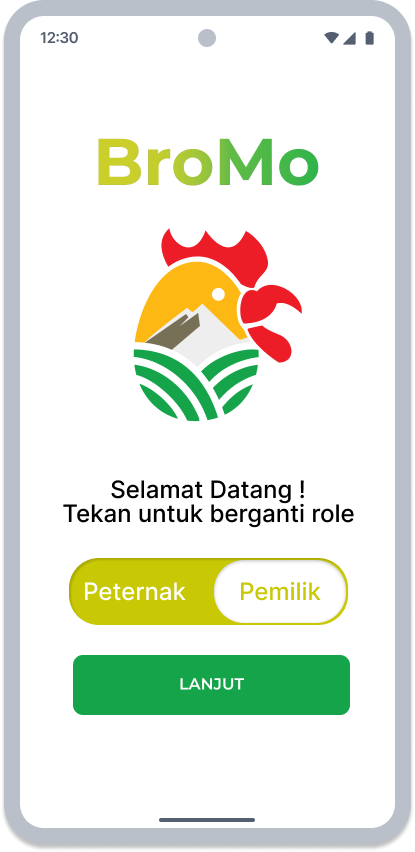 12:30
BroMo
Selamat Datang !
Tekan untuk berganti role
Peternak Pemilik
LANJUT